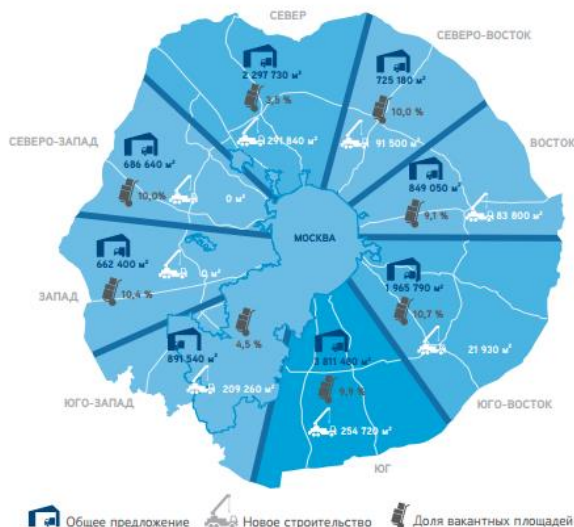 СЕВЕР
2 297 730 м²
3,5 %
291 840 м²
СЕВЕРО-ВОСТОК
725 180 м²
10,0 %
91 500 м²
СЕВЕРО-ЗАПАД
686 640 м²
10,0%
0 м²
ВОСТОК
849 050 м²
9,1 %
83 800 м²
МОСКВА
662 400 м²
0 м²
10,4 %
ЗАПАД
1 965 790 м²
10,7 %
21 930 м²
ЮГО-ВОСТОК
4,5 %
891 540 м²
209 260 м²
ЮГО-ЗАПАД
9,9 %
254 720 м²
ЮГ
Общее предложение
Новое строительство
Доля вакантных площадей